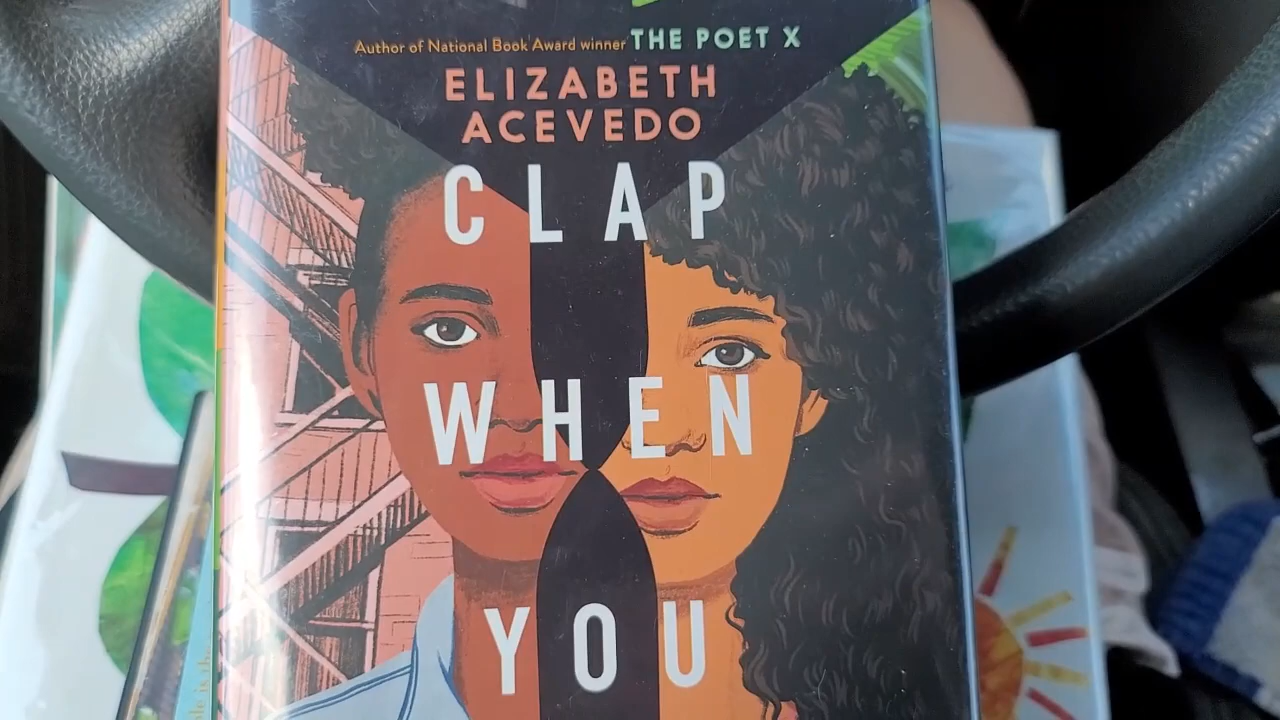 Author of National Book Award winner THE POET X
ELIZABETH
ACEVEDO
CLAP
WHEN
YOU